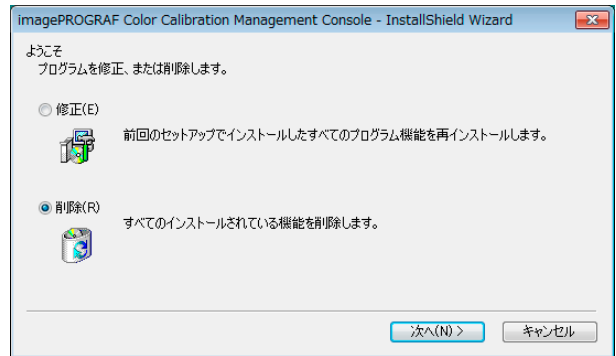 imagePROGRAF Color Calibration Management Console - InstallShield Wizard
ようこそ
プログラムを修正、または削除します。
修正(E)
前回のセットアップでインストールしたすべてのプログラム機能を再インストールします。
削除(R)
すべてのインストールされている機能を削除します。
次へ(N) >
キャンセル